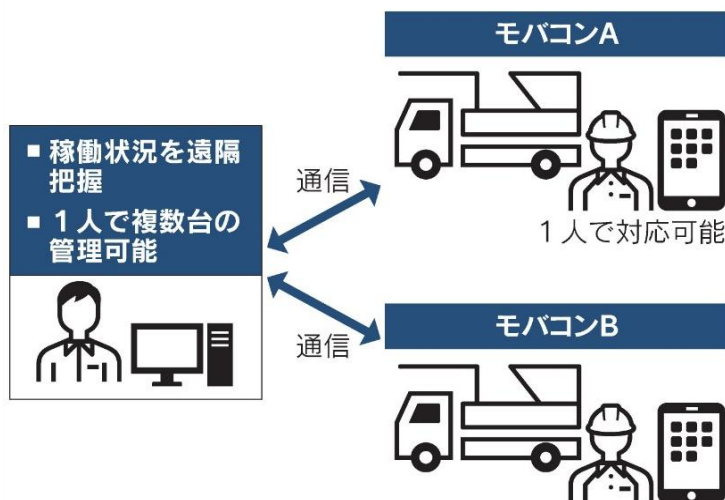 ■ 稼働状況を遠隔
把握
■ １人で複数台の
管理可能
通信
通信
モバコンA
１人で対応可能
モバコンB